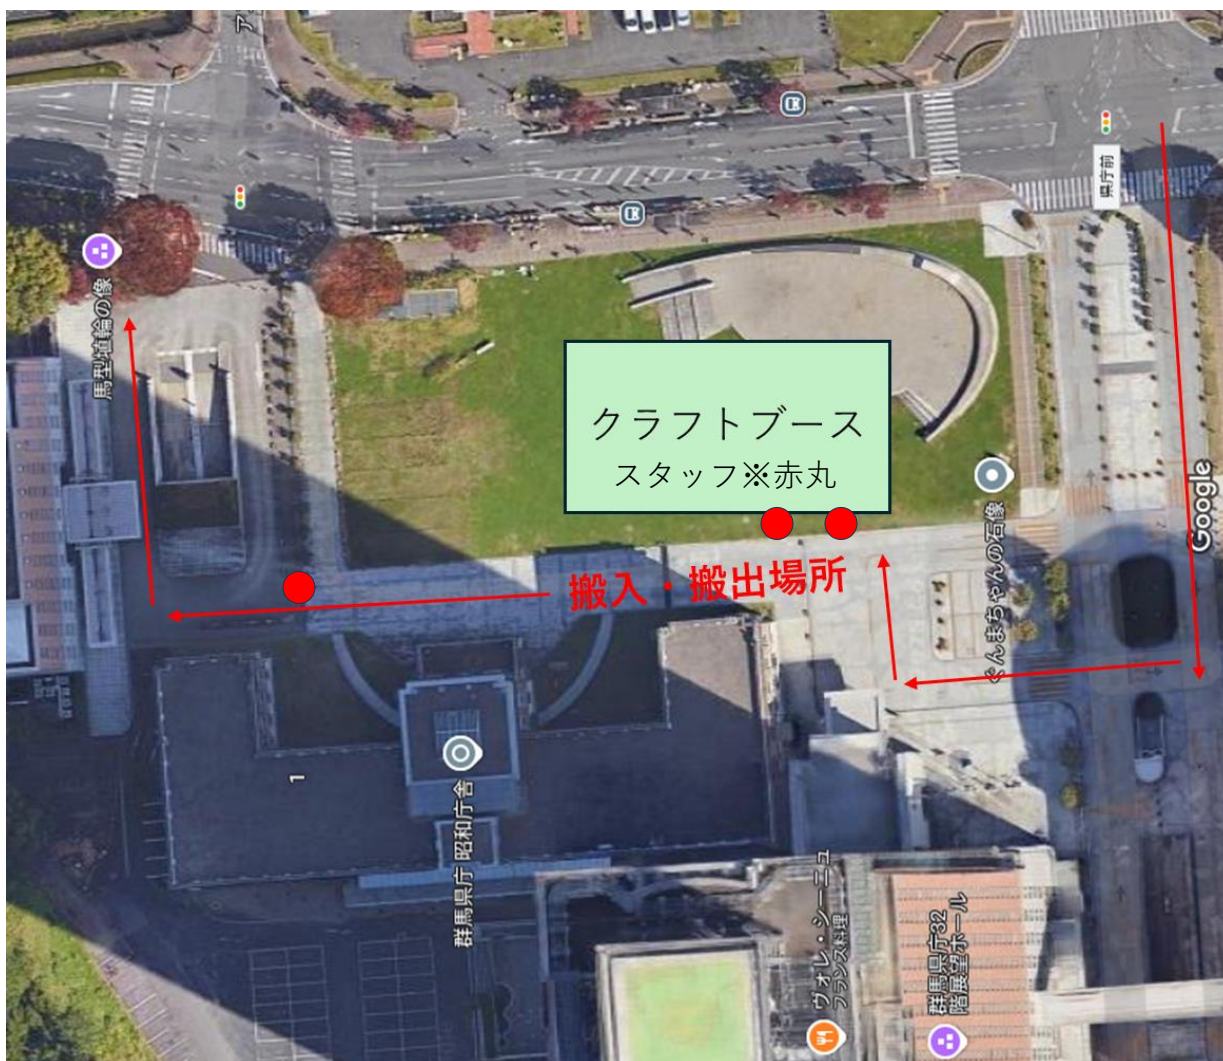 ア
県庁前
馬型埴輪の像
クラフトブース
スタッフ※赤丸
Google
ぐんまちゃんの石像
搬入・搬出場所
1
群馬県庁 昭和庁舎
ヴォレ・シーニュ
フランス料理
群馬県庁32
階展望ホール